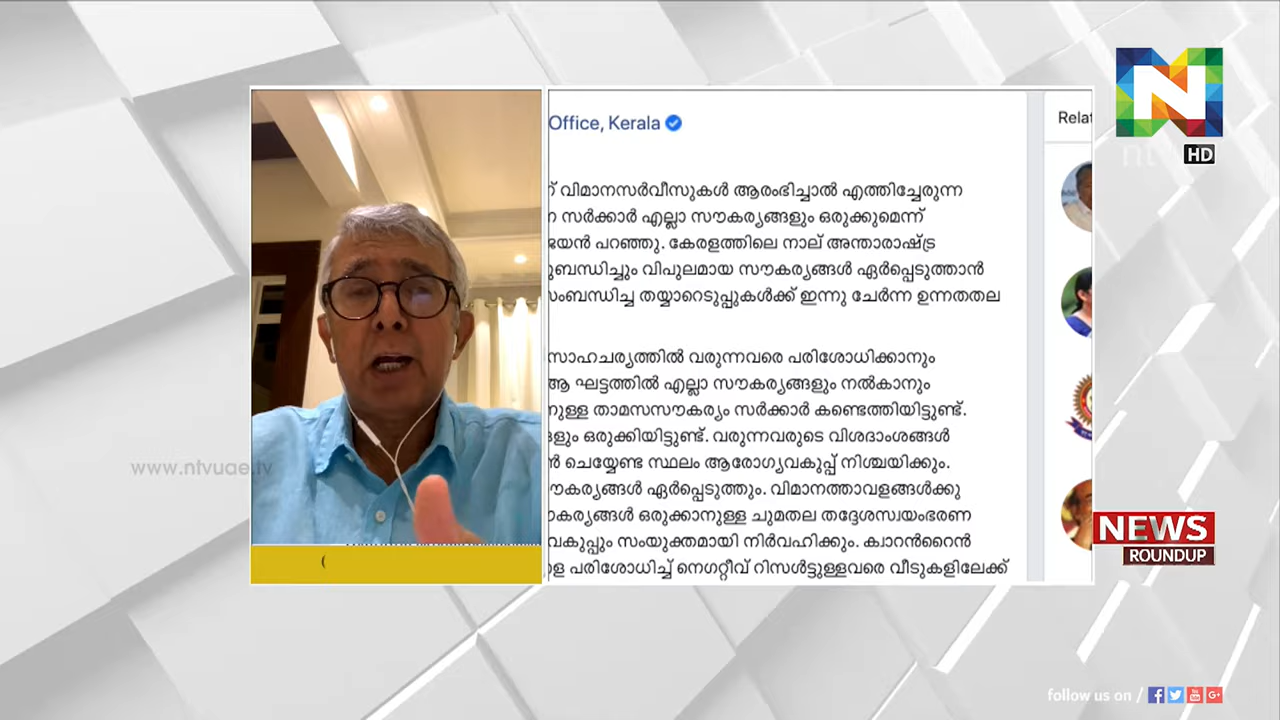 Office, Kerala
Relat
വിമാനസർവീസുകൾ ആരംഭിച്ചാൽ എത്തിച്ചേരുന്ന
സർക്കാർ എല്ലാ സൗകര്യങ്ങളും ഒരുക്കുമെന്ന്
ജയൻ പറഞ്ഞു. കേരളത്തിലെ നാല് അന്താരാഷ്ട്ര
ബന്ധിച്ചും വിപുലമായ സൗകര്യങ്ങൾ ഏർപ്പെടുത്താൻ
സംബന്ധിച്ച തയ്യാറെടുപ്പുകൾക്ക് ഇന്നു ചേർന്ന ഉന്നതതല
സാഹചര്യത്തിൽ വരുന്നവരെ പരിശോധിക്കാനും
ആ ഘട്ടത്തിൽ എല്ലാ സൗകര്യങ്ങളും നൽകാനും
നുള്ള താമസസൗകര്യം സർക്കാർ കണ്ടെത്തിയിട്ടുണ്ട്.
ളും ഒരുക്കിയിട്ടുണ്ട്. വരുന്നവരുടെ വിശദാംശങ്ങൾ
ൻ ചെയ്യേണ്ട സ്ഥലം ആരോഗ്യവകുപ്പ് നിശ്ചയിക്കും.
സൗകര്യങ്ങൾ ഏർപ്പെടുത്തും. വിമാനത്താവളങ്ങൾക്കു
കര്യങ്ങൾ ഒരുക്കാനുള്ള ചുമതല തദ്ദേശസ്വയംഭരണ
വകുപ്പും സംയുക്തമായി നിർവഹിക്കും. ക്വാറൻറൈൻ
ളെ പരിശോധിച്ച് നെഗറ്റീവ് റിസൾട്ടുള്ളവരെ വീടുകളിലേക്ക്
N
ntv HD
www.ntvuae.tv
NEWS
ROUNDUP
follow us on /